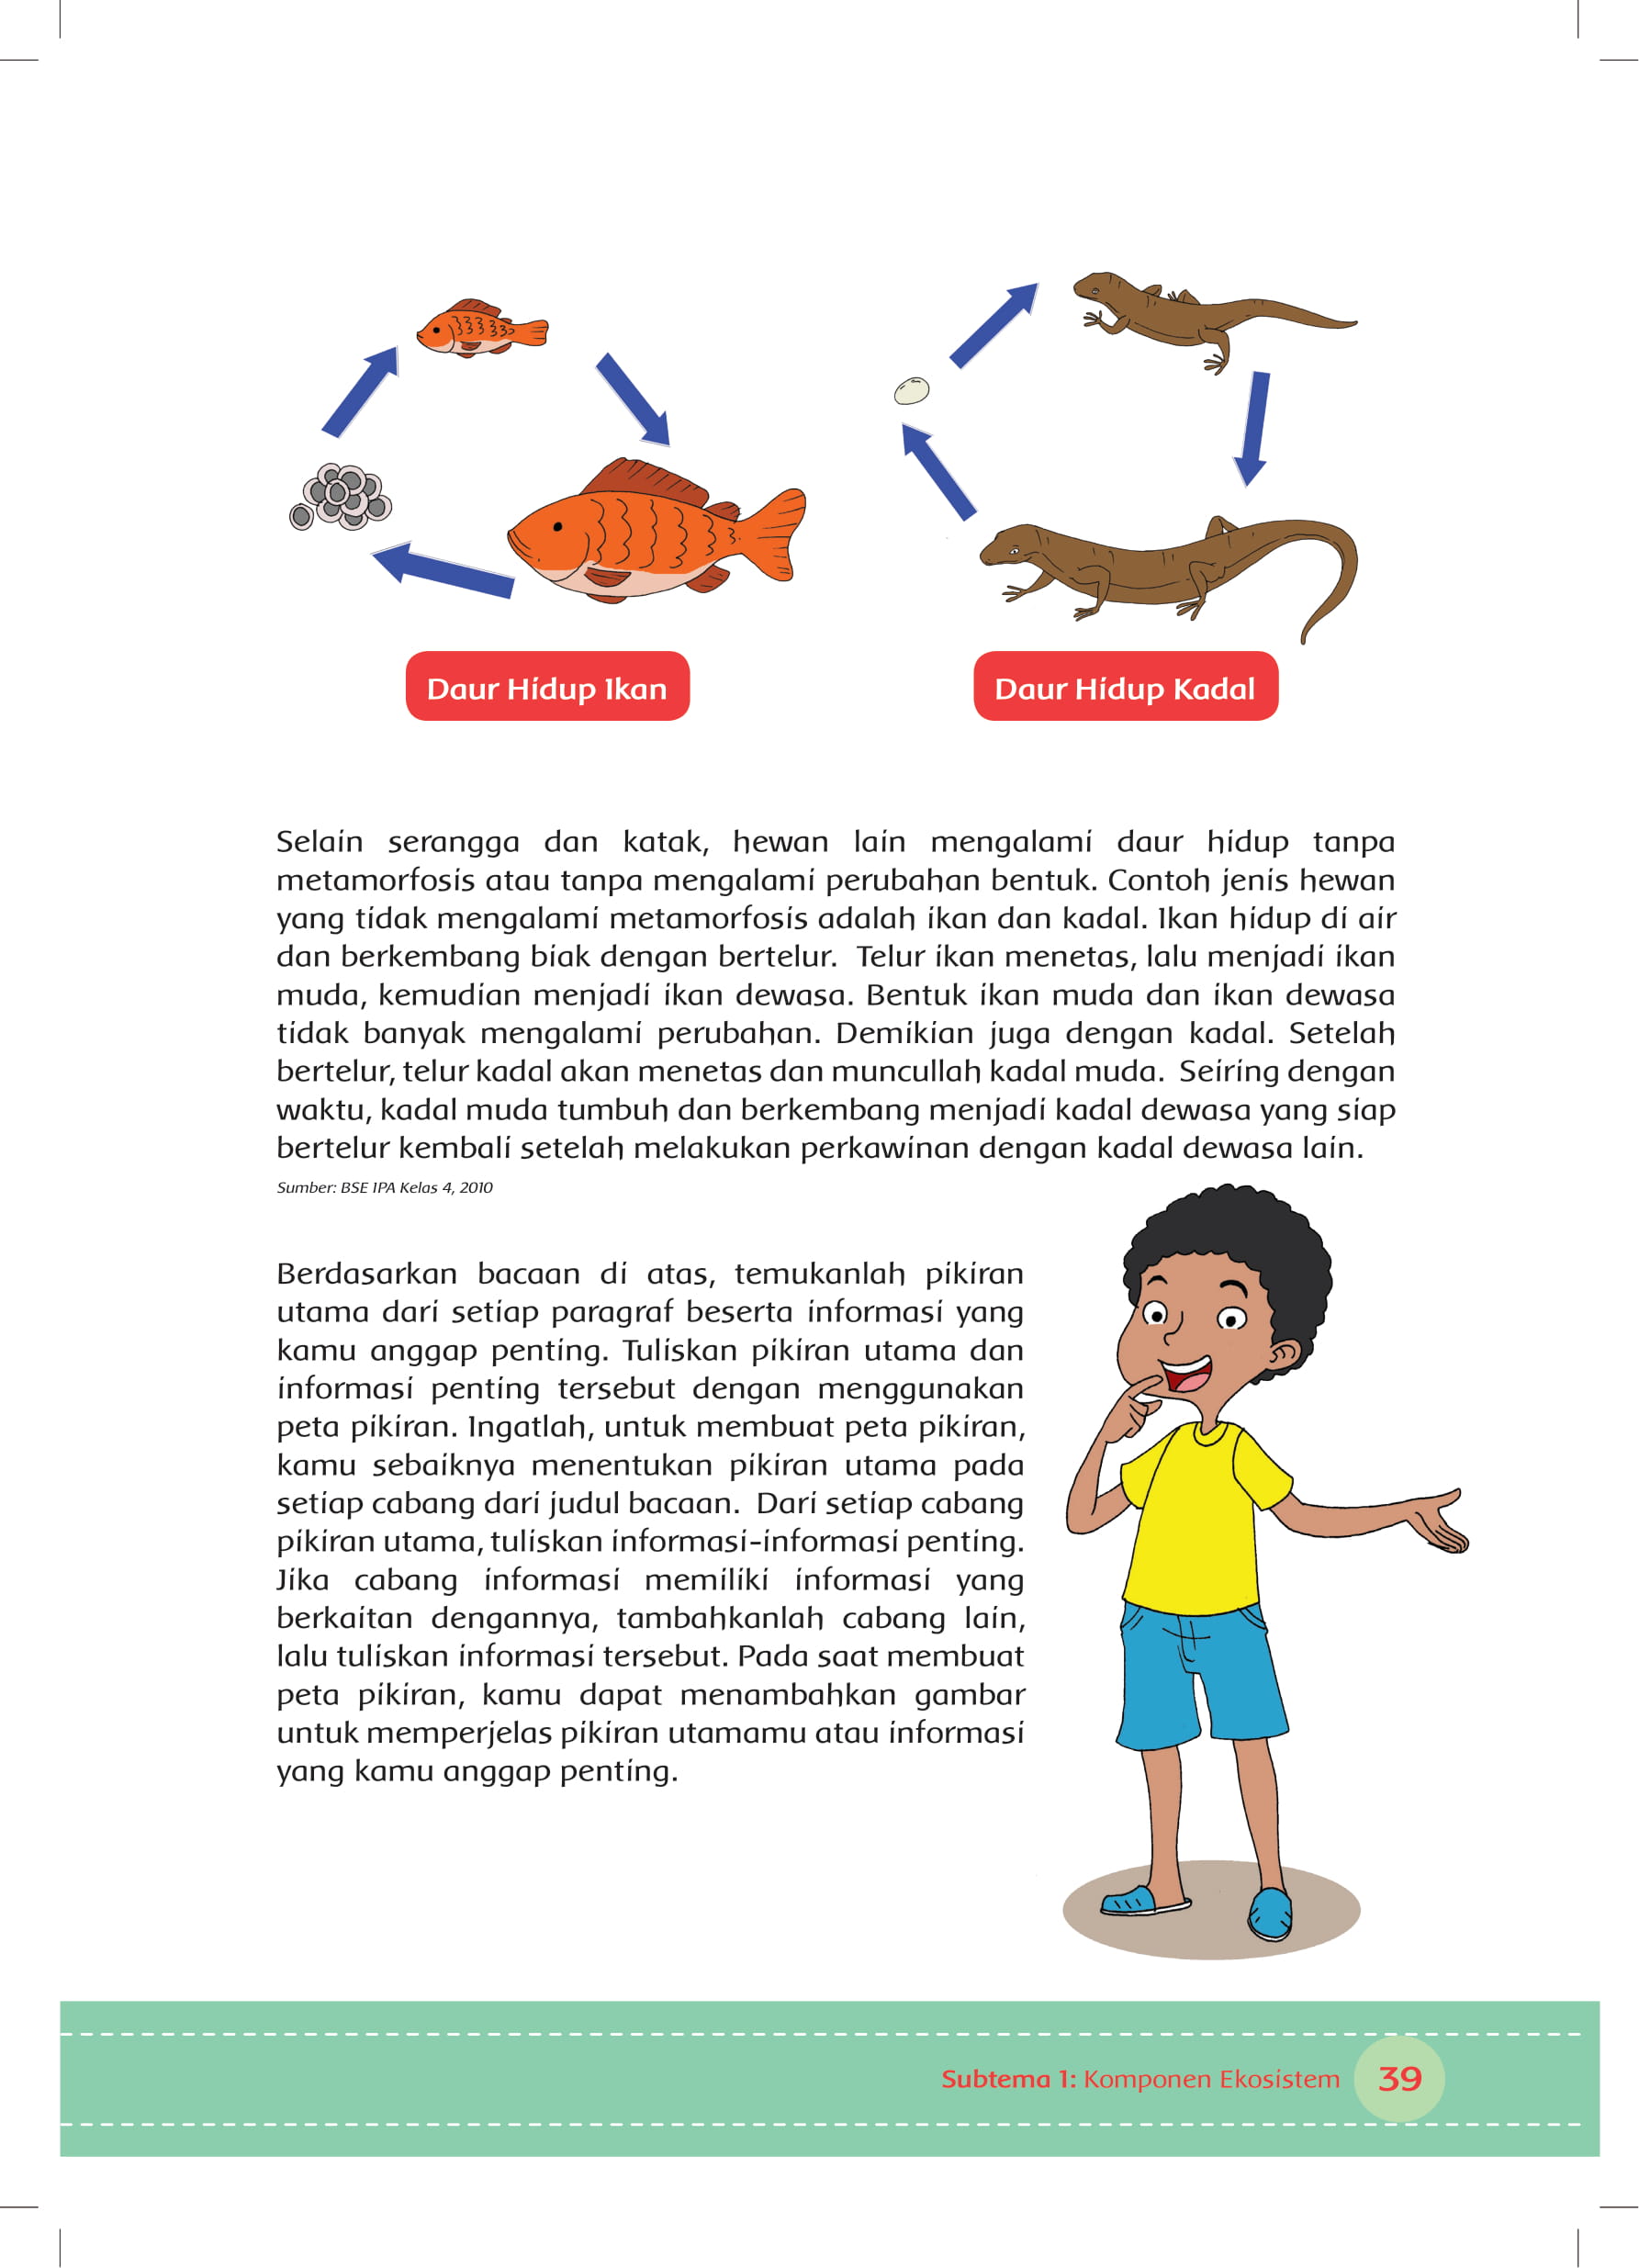 Daur Hidup Ikan
Daur Hidup Kadal
Selain serangga dan katak, hewan lain mengalami daur hidup tanpa
metamorfosis atau tanpa mengalami perubahan bentuk. Contoh jenis hewan
yang tidak mengalami metamorfosis adalah ikan dan kadal. Ikan hidup di air
dan berkembang biak dengan bertelur. Telur ikan menetas, lalu menjadi ikan
muda, kemudian menjadi ikan dewasa. Bentuk ikan muda dan ikan dewasa
tidak banyak mengalami perubahan. Demikian juga dengan kadal. Setelah
bertelur, telur kadal akan menetas dan muncullah kadal muda. Seiring dengan
waktu, kadal muda tumbuh dan berkembang menjadi kadal dewasa yang siap
bertelur kembali setelah melakukan perkawinan dengan kadal dewasa lain.
Sumber: BSE IPA Kelas 4, 2010
Berdasarkan bacaan di atas, temukanlah pikiran
utama dari setiap paragraf beserta informasi yang
kamu anggap penting. Tuliskan pikiran utama dan
informasi penting tersebut dengan menggunakan
peta pikiran. Ingatlah, untuk membuat peta pikiran,
kamu sebaiknya menentukan pikiran utama pada
setiap cabang dari judul bacaan. Dari setiap cabang
pikiran utama, tuliskan informasi-informasi penting.
Jika cabang informasi memiliki informasi yang
berkaitan dengannya, tambahkanlah cabang lain,
lalu tuliskan informasi tersebut. Pada saat membuat
peta pikiran, kamu dapat menambahkan gambar
untuk memperjelas pikiran utamamu atau informasi
yang kamu anggap penting.
Subtema 1: Komponen Ekosistem 39